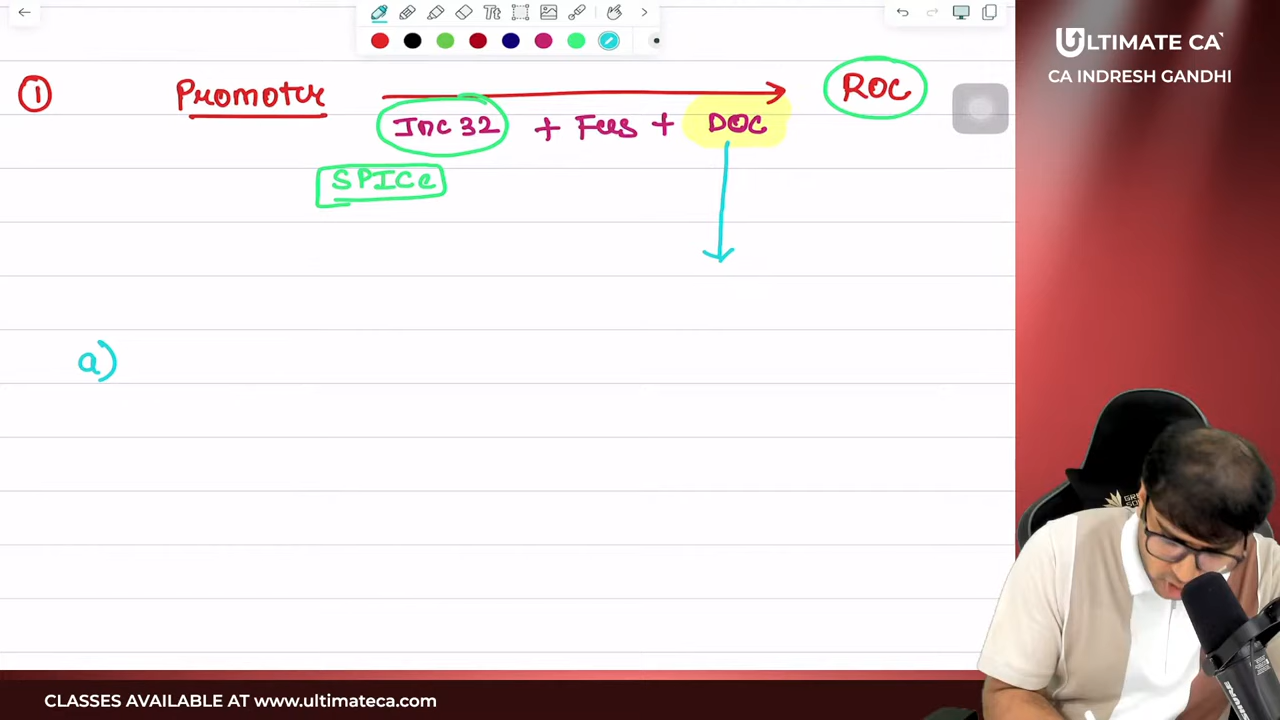 Tt
ULTIMATE CA
CA INDRESH GANDHI
① Promoter ROC
Inc 32 + Fees + DOC
SPICe
a)
CLASSES AVAILABLE AT www.ultimateca.com